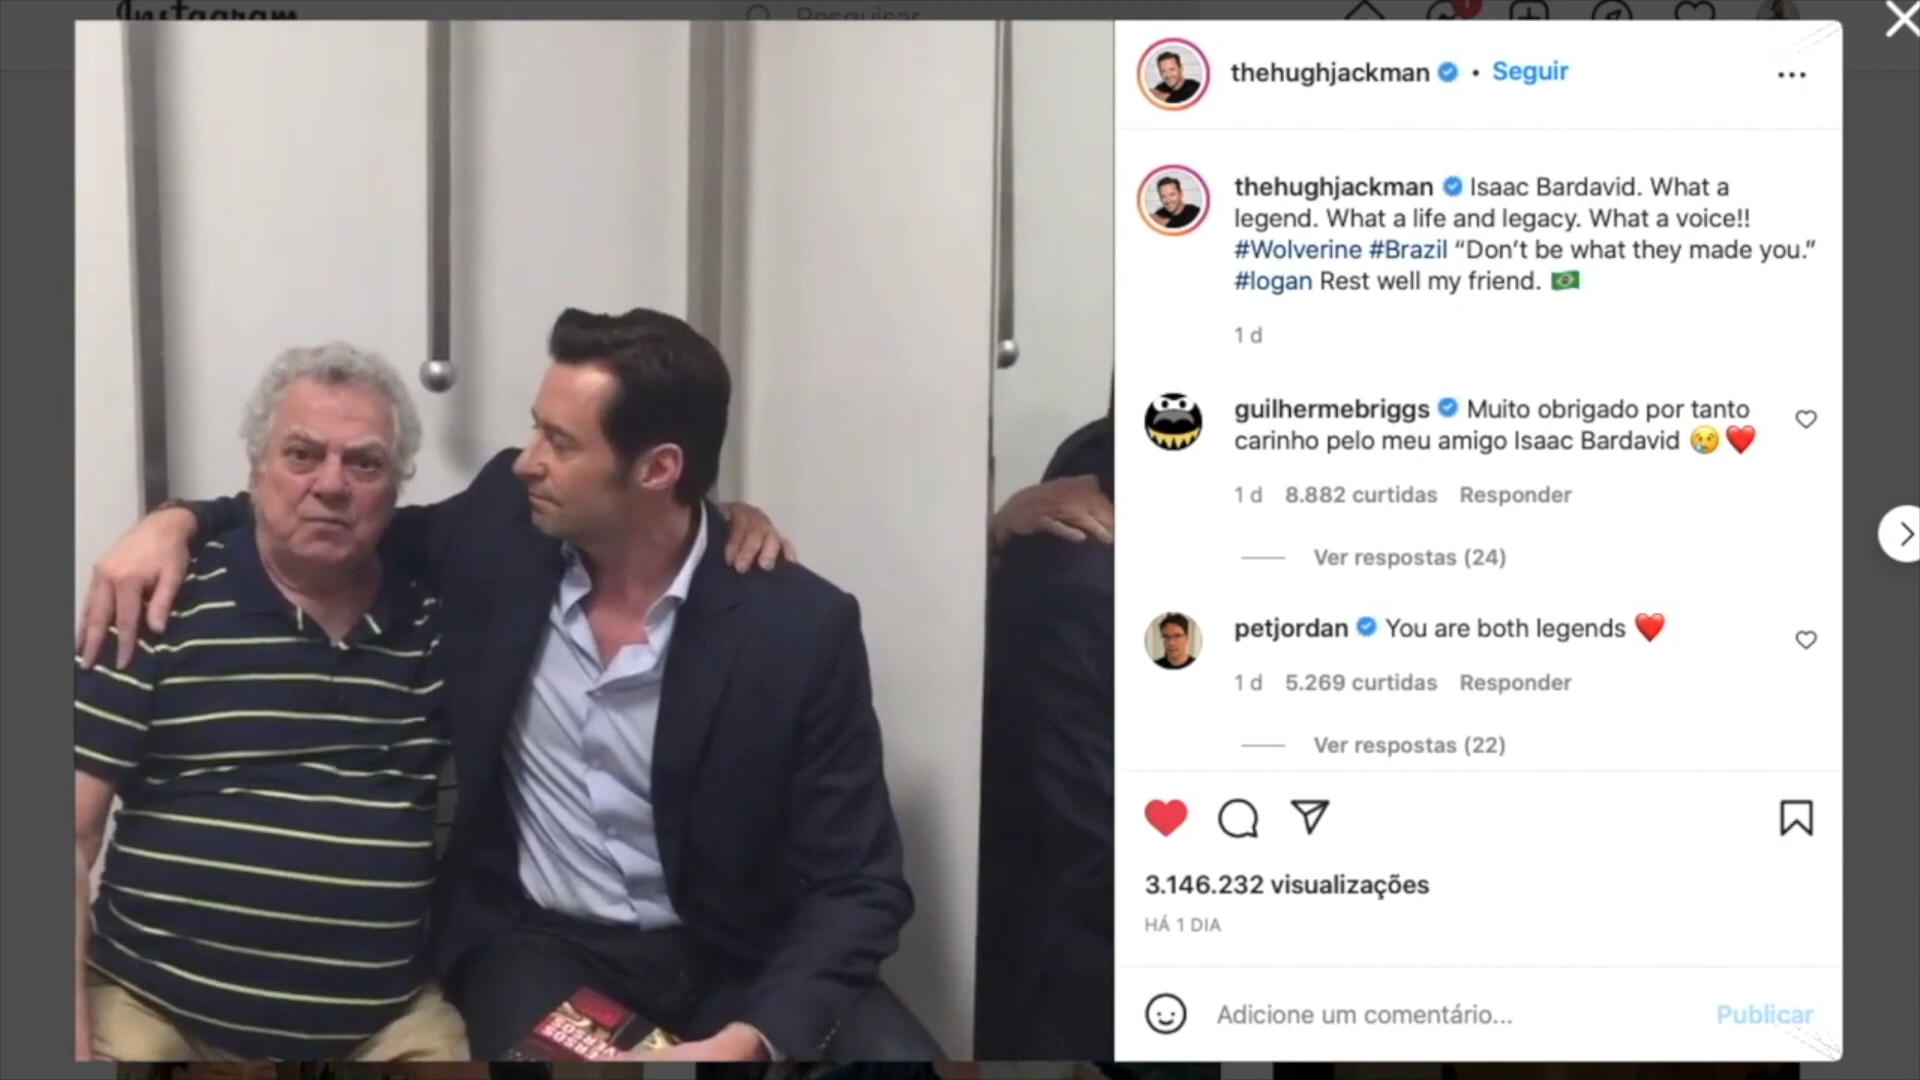 Instagram
Pesquisar
thehughjackman • Seguir
thehughjackman Isaac Bardavid. What a
legend. What a life and legacy. What a voice!!
#Wolverine #Brazil “Don’t be what they made you.”
#logan Rest well my friend. 🇧🇷
1 d
guilhermebriggs Muito obrigado por tanto
carinho pelo meu amigo Isaac Bardavid 😢❤️
1 d 8.882 curtidas Responder
Ver respostas (24)
petjordan You are both legends ❤️
1 d 5.269 curtidas Responder
Ver respostas (22)
3.146.232 visualizações
HÁ 1 DIA
Adicione um comentário... Publicar